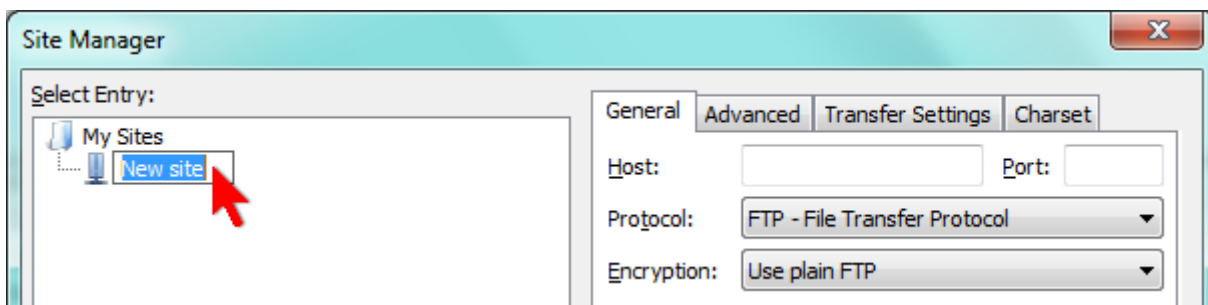 Site Manager
Select Entry:
My Sites
New site
General Advanced Transfer Settings Charset
Host: Port:
Protocol: FTP - File Transfer Protocol
Encryption: Use plain FTP